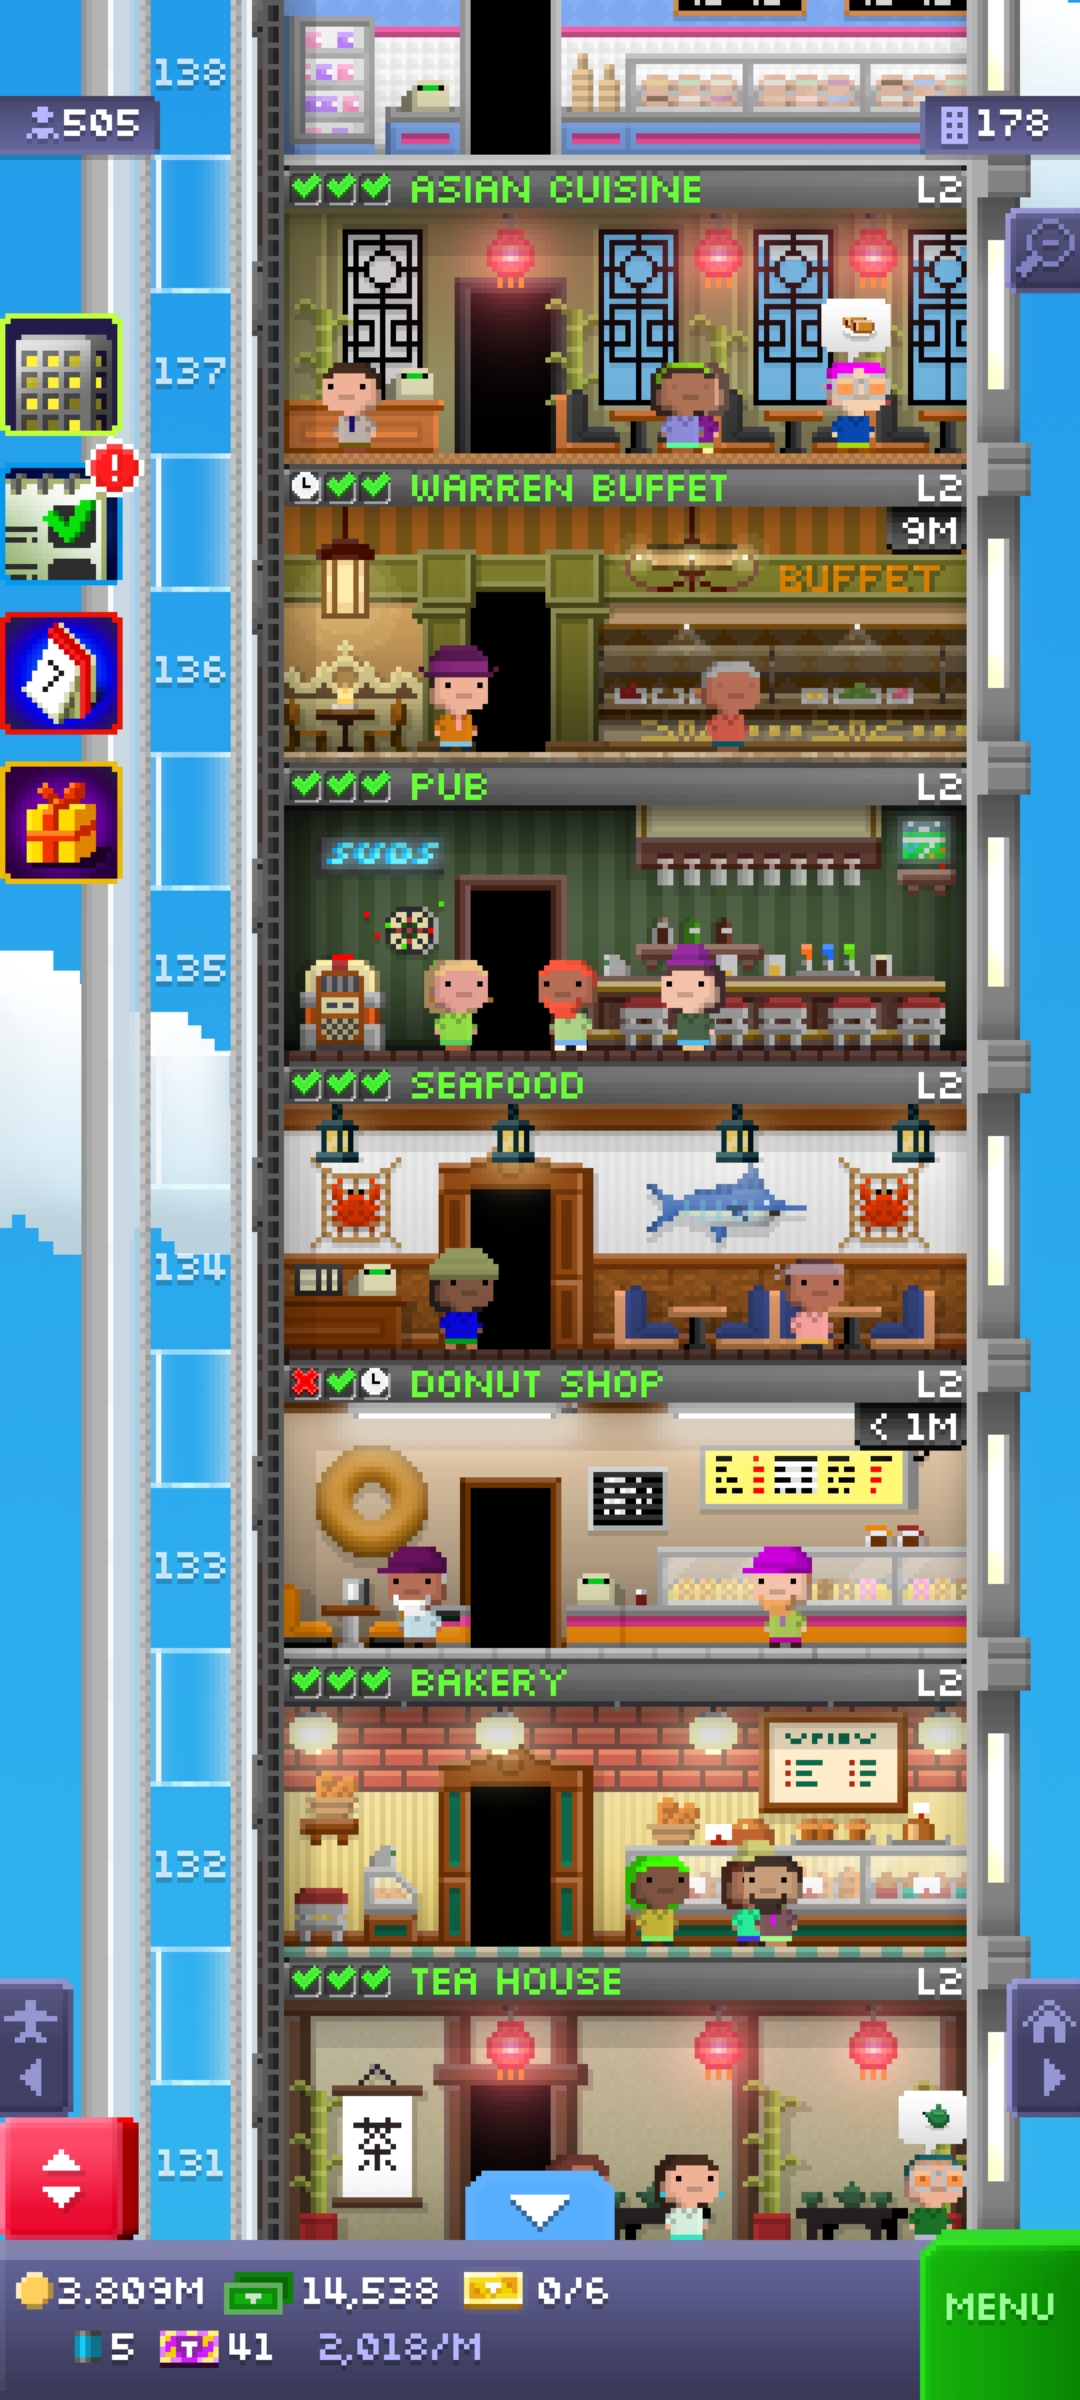 138
505
178
ASIAN CUISINE L2
137
WARREN BUFFET L2
9M
BUFFET
136
PUB L2
SUDS
135
SEAFOOD L2
134
DONUT SHOP L2
< 1M
133
BAKERY L2
132
TEA HOUSE L2
茶
131
3.809M 14,538 0/6
MENU
5 41 2,018/M